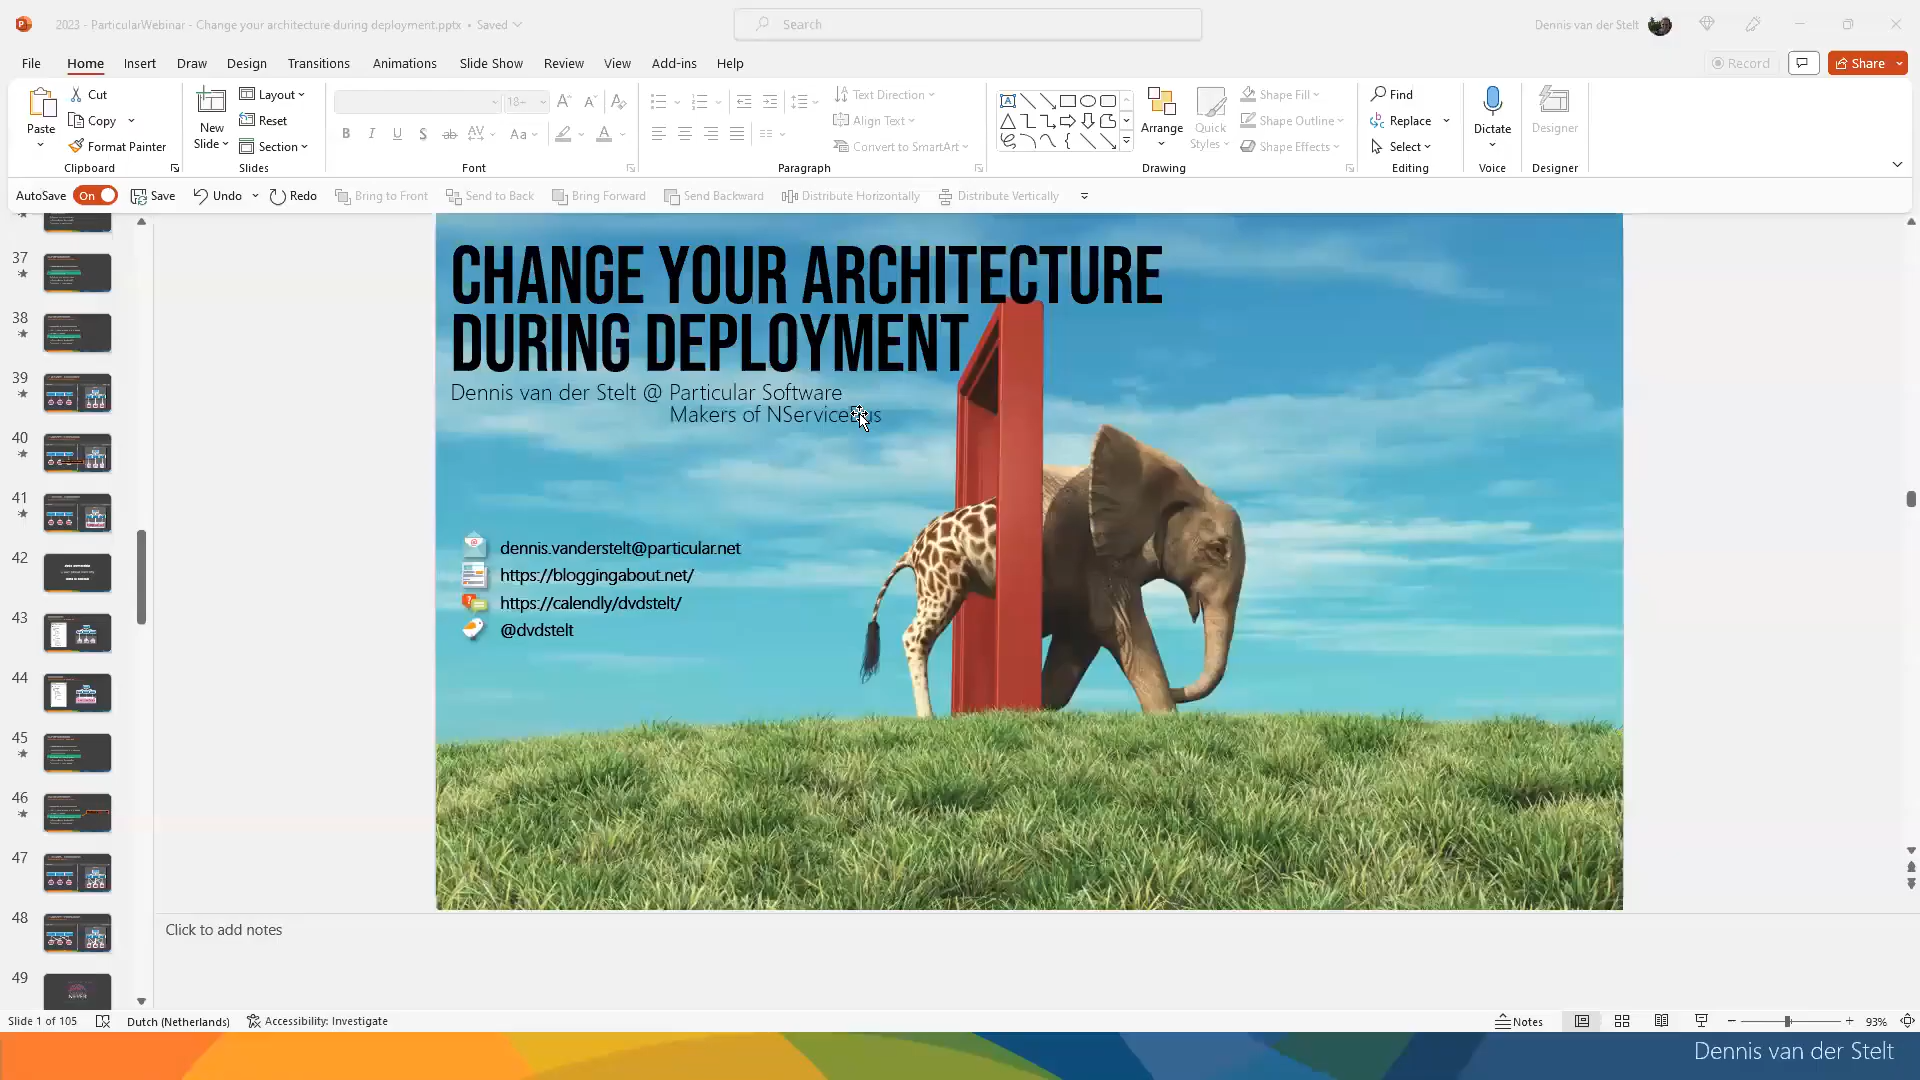 2023 - ParticularWebinar - Change your architecture during deployment.pptx • Saved
Search
Dennis van der Stelt
File Home Insert Draw Design Transitions Animations Slide Show Review View Add-ins Help
Record
Share
Paste
Cut
Copy
Format Painter
Clipboard
New Slide
Layout
Reset
Section
Slides
18+
Font
Text Direction
Align Text
Convert to SmartArt
Paragraph
Arrange
Quick Styles
Shape Fill
Shape Outline
Shape Effects
Drawing
Find
Replace
Select
Editing
Dictate
Voice
Designer
Designer
AutoSave On Save Undo Redo Bring to Front Send to Back Bring Forward Send Backward Distribute Horizontally Distribute Vertically
37
38
39
40
41
42
43
44
45
46
47
48
49
CHANGE YOUR ARCHITECTURE
DURING DEPLOYMENT
Dennis van der Stelt @ Particular Software
Makers of NServiceBus
dennis.vanderstelt@particular.net
https://bloggingabout.net/
https://calendly/dvdstelt/
@dvdstelt
Click to add notes
Slide 1 of 105 Dutch (Netherlands) Accessibility: Investigate Notes 93%
Dennis van der Stelt